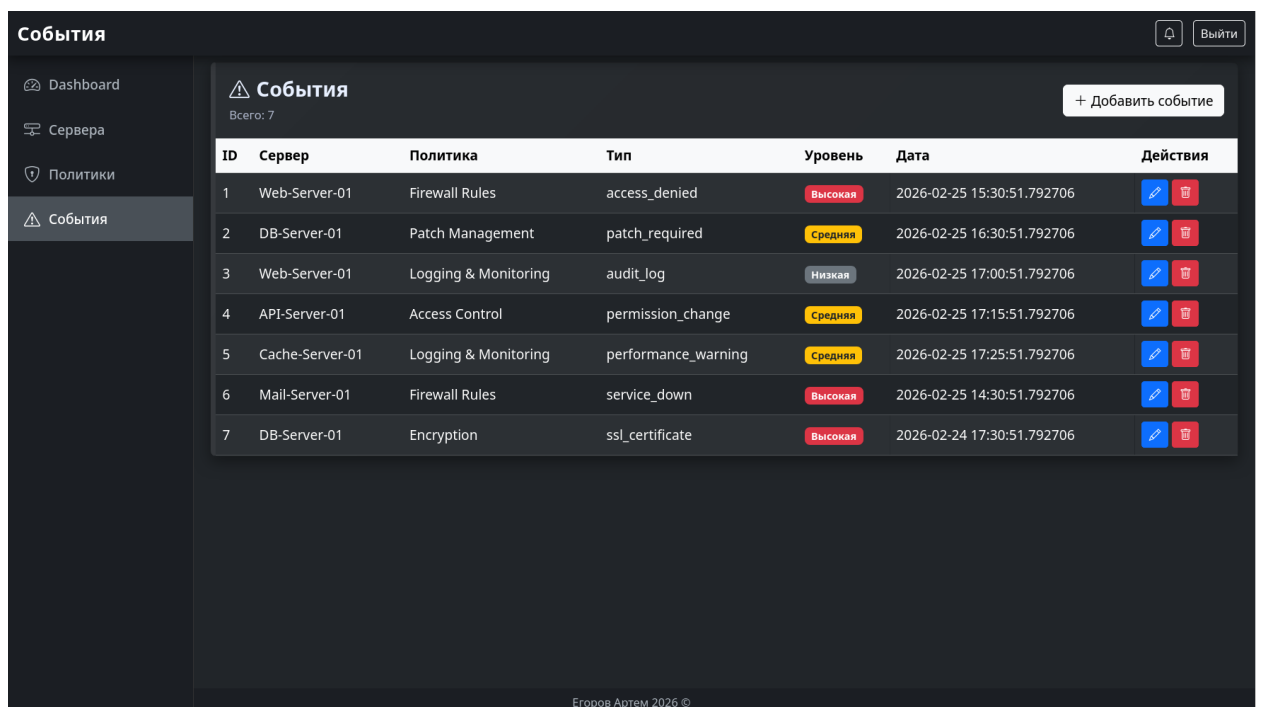 События
Выйти
Dashboard
Сервера
Политики
События
События
Всего: 7
+ Добавить событие
ID Сервер Политика Тип Уровень Дата Действия
1 Web-Server-01 Firewall Rules access_denied Высокая 2026-02-25 15:30:51.792706
2 DB-Server-01 Patch Management patch_required Средняя 2026-02-25 16:30:51.792706
3 Web-Server-01 Logging & Monitoring audit_log Низкая 2026-02-25 17:00:51.792706
4 API-Server-01 Access Control permission_change Средняя 2026-02-25 17:15:51.792706
5 Cache-Server-01 Logging & Monitoring performance_warning Средняя 2026-02-25 17:25:51.792706
6 Mail-Server-01 Firewall Rules service_down Высокая 2026-02-25 14:30:51.792706
7 DB-Server-01 Encryption ssl_certificate Высокая 2026-02-24 17:30:51.792706
Егоров Артем 2026 ©